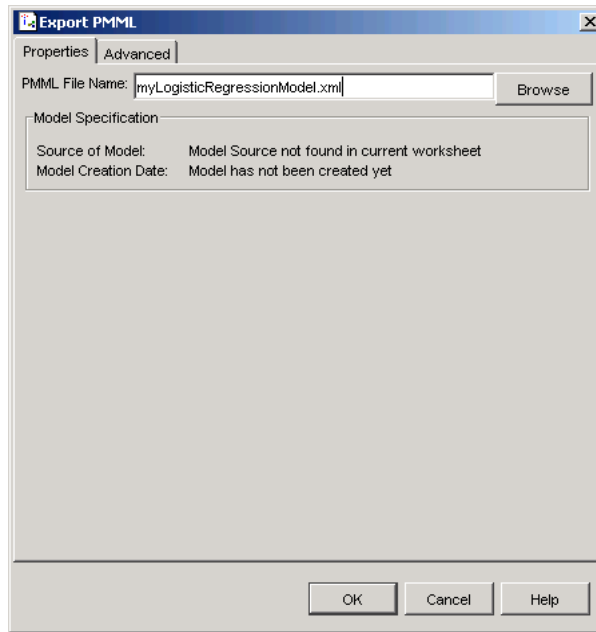 Export PMML
Properties Advanced
PMML File Name: myLogisticRegressionModel.xml Browse
Model Specification
Source of Model: Model Source not found in current worksheet
Model Creation Date: Model has not been created yet
OK Cancel Help